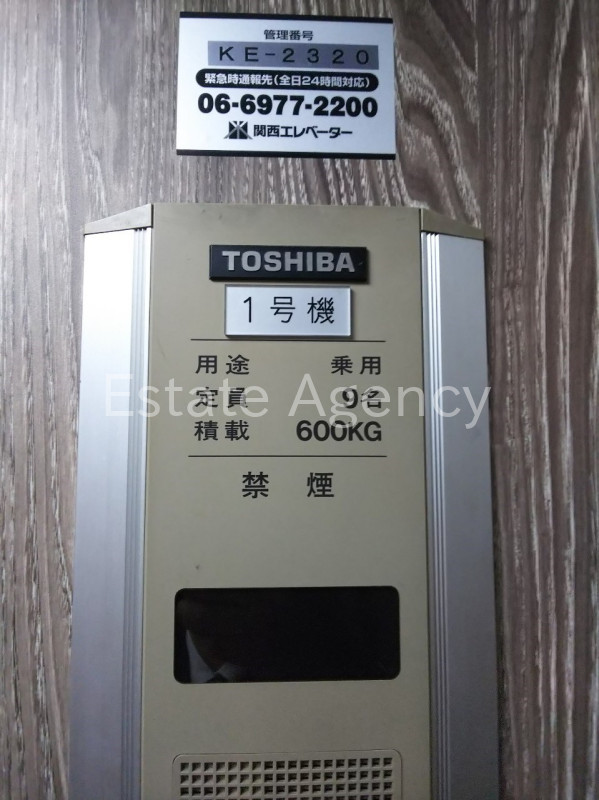 管理番号
KE-2320
緊急時通報先(全日24時間対応)
06-6977-2200
関西エレベーター
TOSHIBA
1号機
用途 乗用
定員 9名
Estate Agency
積載 600KG
禁煙